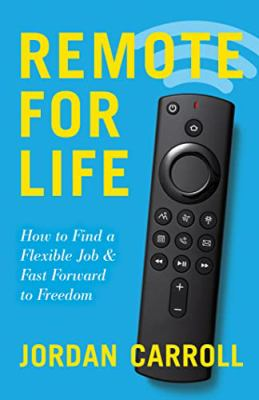 REMOTE
FOR
LIFE
How to Find a
Flexible Job &
Fast Forward
to Freedom
JORDAN CARROLL